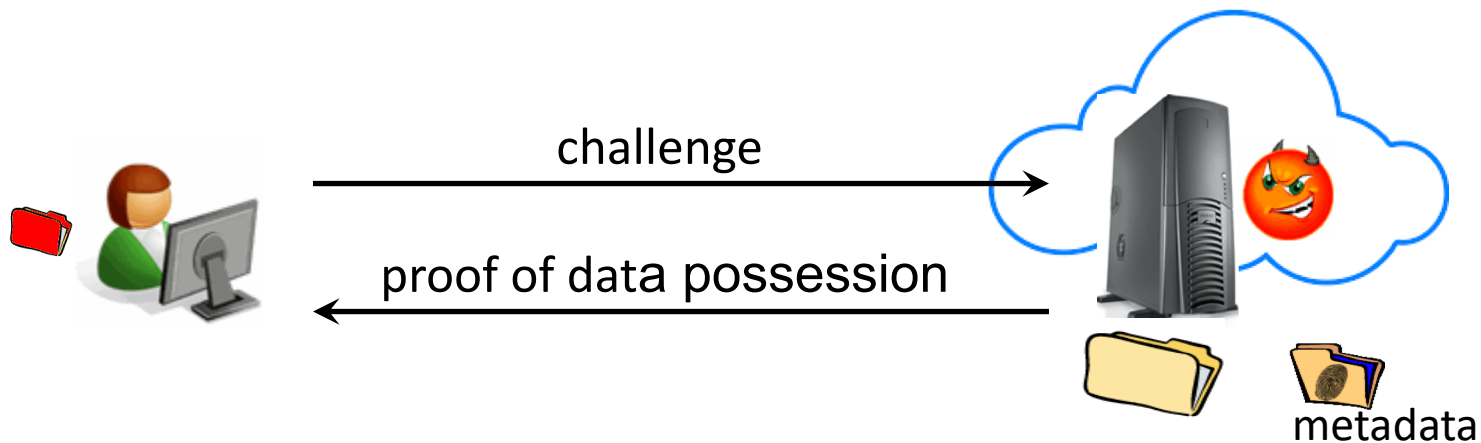 challenge
proof of data possession
metadata